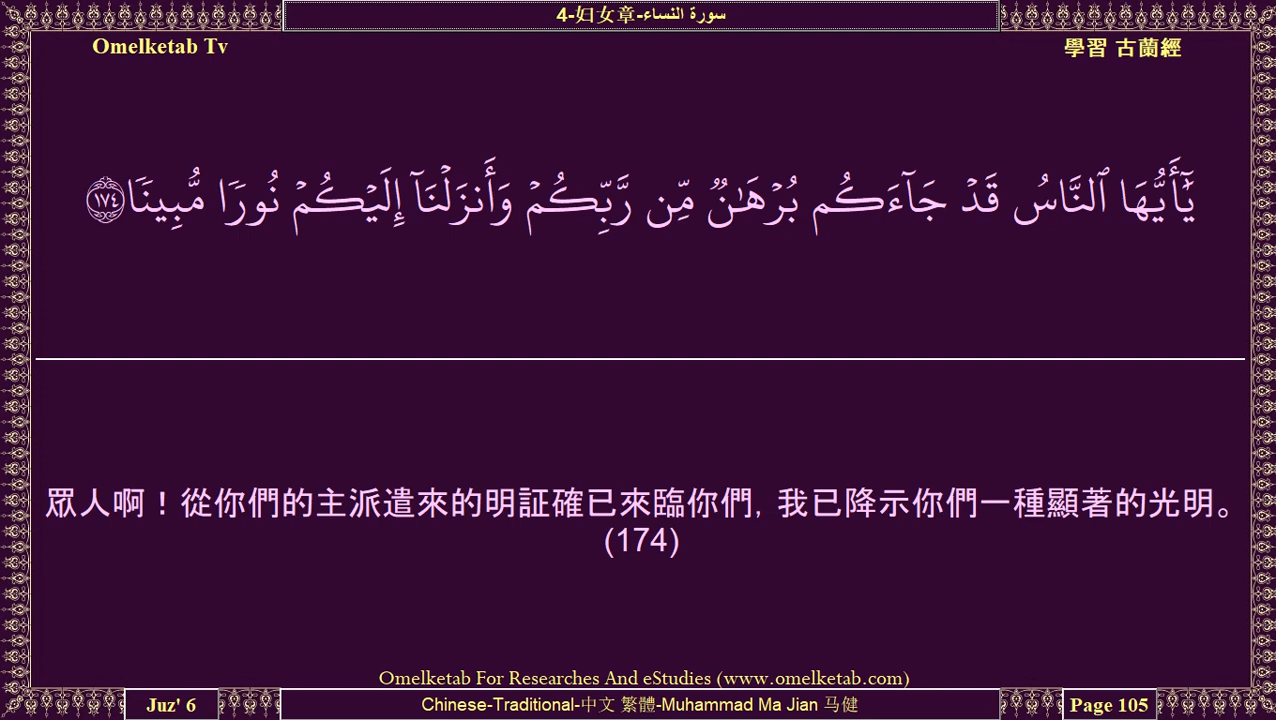 4-妇女章-سورة النساء
Omelketab Tv
學習 古蘭經
يَٰٓأَيُّهَا ٱلنَّاسُ قَدۡ جَآءَكُم بُرۡهَٰنٞ مِّن رَّبِّكُمۡ وَأَنزَلۡنَآ إِلَيۡكُمۡ نُورٗا مُّبِينٗا ١٧٤
眾人啊！從你們的主派遣來的明証確已來臨你們, 我已降示你們一種顯著的光明。
(174)
Omelketab For Researches And eStudies (www.omelketab.com)
Juz' 6
Chinese-Traditional-中文 繁體-Muhammad Ma Jian 马健
Page 105